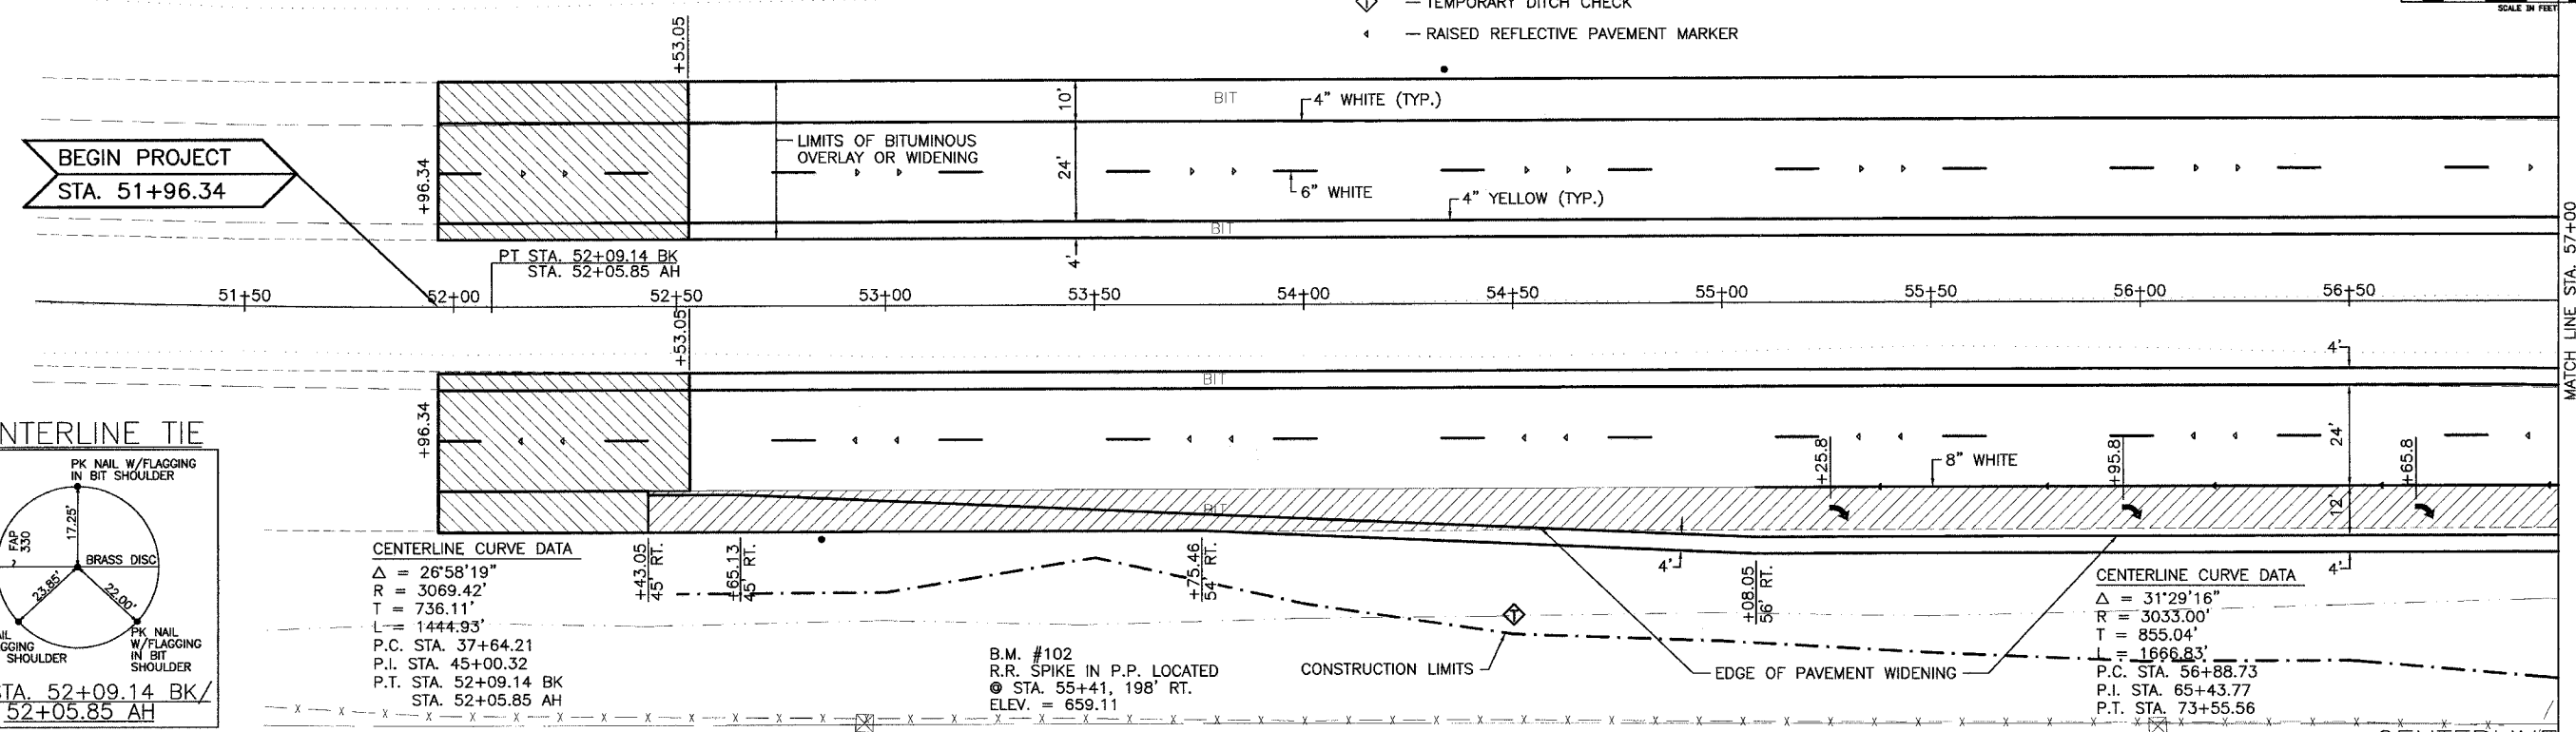 — TEMPORARY DITCH CHECK
SCALE IN FEET
— RAISED REFLECTIVE PAVEMENT MARKER
+53.05
BIT
4" WHITE (TYP.)
10'
BEGIN PROJECT
STA. 51+96.34
+96.34
LIMITS OF BITUMINOUS
OVERLAY OR WIDENING
24'
6" WHITE
4" YELLOW (TYP.)
BIT
4'
PT STA. 52+09.14 BK
STA. 52+05.85 AH
51+50
52+00
52+50
53+00
53+50
54+00
54+50
55+00
55+50
56+00
56+50
MATCH LINE STA. 57+00
+53.05
4'
BIT
+96.34
24'
8" WHITE
+25.8
+95.8
+65.8
BIT
12'
NTERLINE TIE
PK NAIL W/FLAGGING
IN BIT SHOULDER
FAP
330
17.25'
BRASS DISC
23.85'
22.00'
PK NAIL
W/FLAGGING
IN BIT
SHOULDER
AIL
AGGING
SHOULDER
STA. 52+09.14 BK/
52+05.85 AH
CENTERLINE CURVE DATA
Δ = 26°58'19"
R = 3069.42'
T = 736.11'
L = 1444.93'
P.C. STA. 37+64.21
P.I. STA. 45+00.32
P.T. STA. 52+09.14 BK
STA. 52+05.85 AH
+43.05
45' RT.
+65.13
45' RT.
+75.46
54' RT.
4'
+08.05
56' RT.
4'
B.M. #102
R.R. SPIKE IN P.P. LOCATED
@ STA. 55+41, 198' RT.
ELEV. = 659.11
T
CONSTRUCTION LIMITS
EDGE OF PAVEMENT WIDENING
CENTERLINE CURVE DATA
Δ = 31°29'16"
R = 3033.00'
T = 855.04'
L = 1666.83'
P.C. STA. 56+88.73
P.I. STA. 65+43.77
P.T. STA. 73+55.56